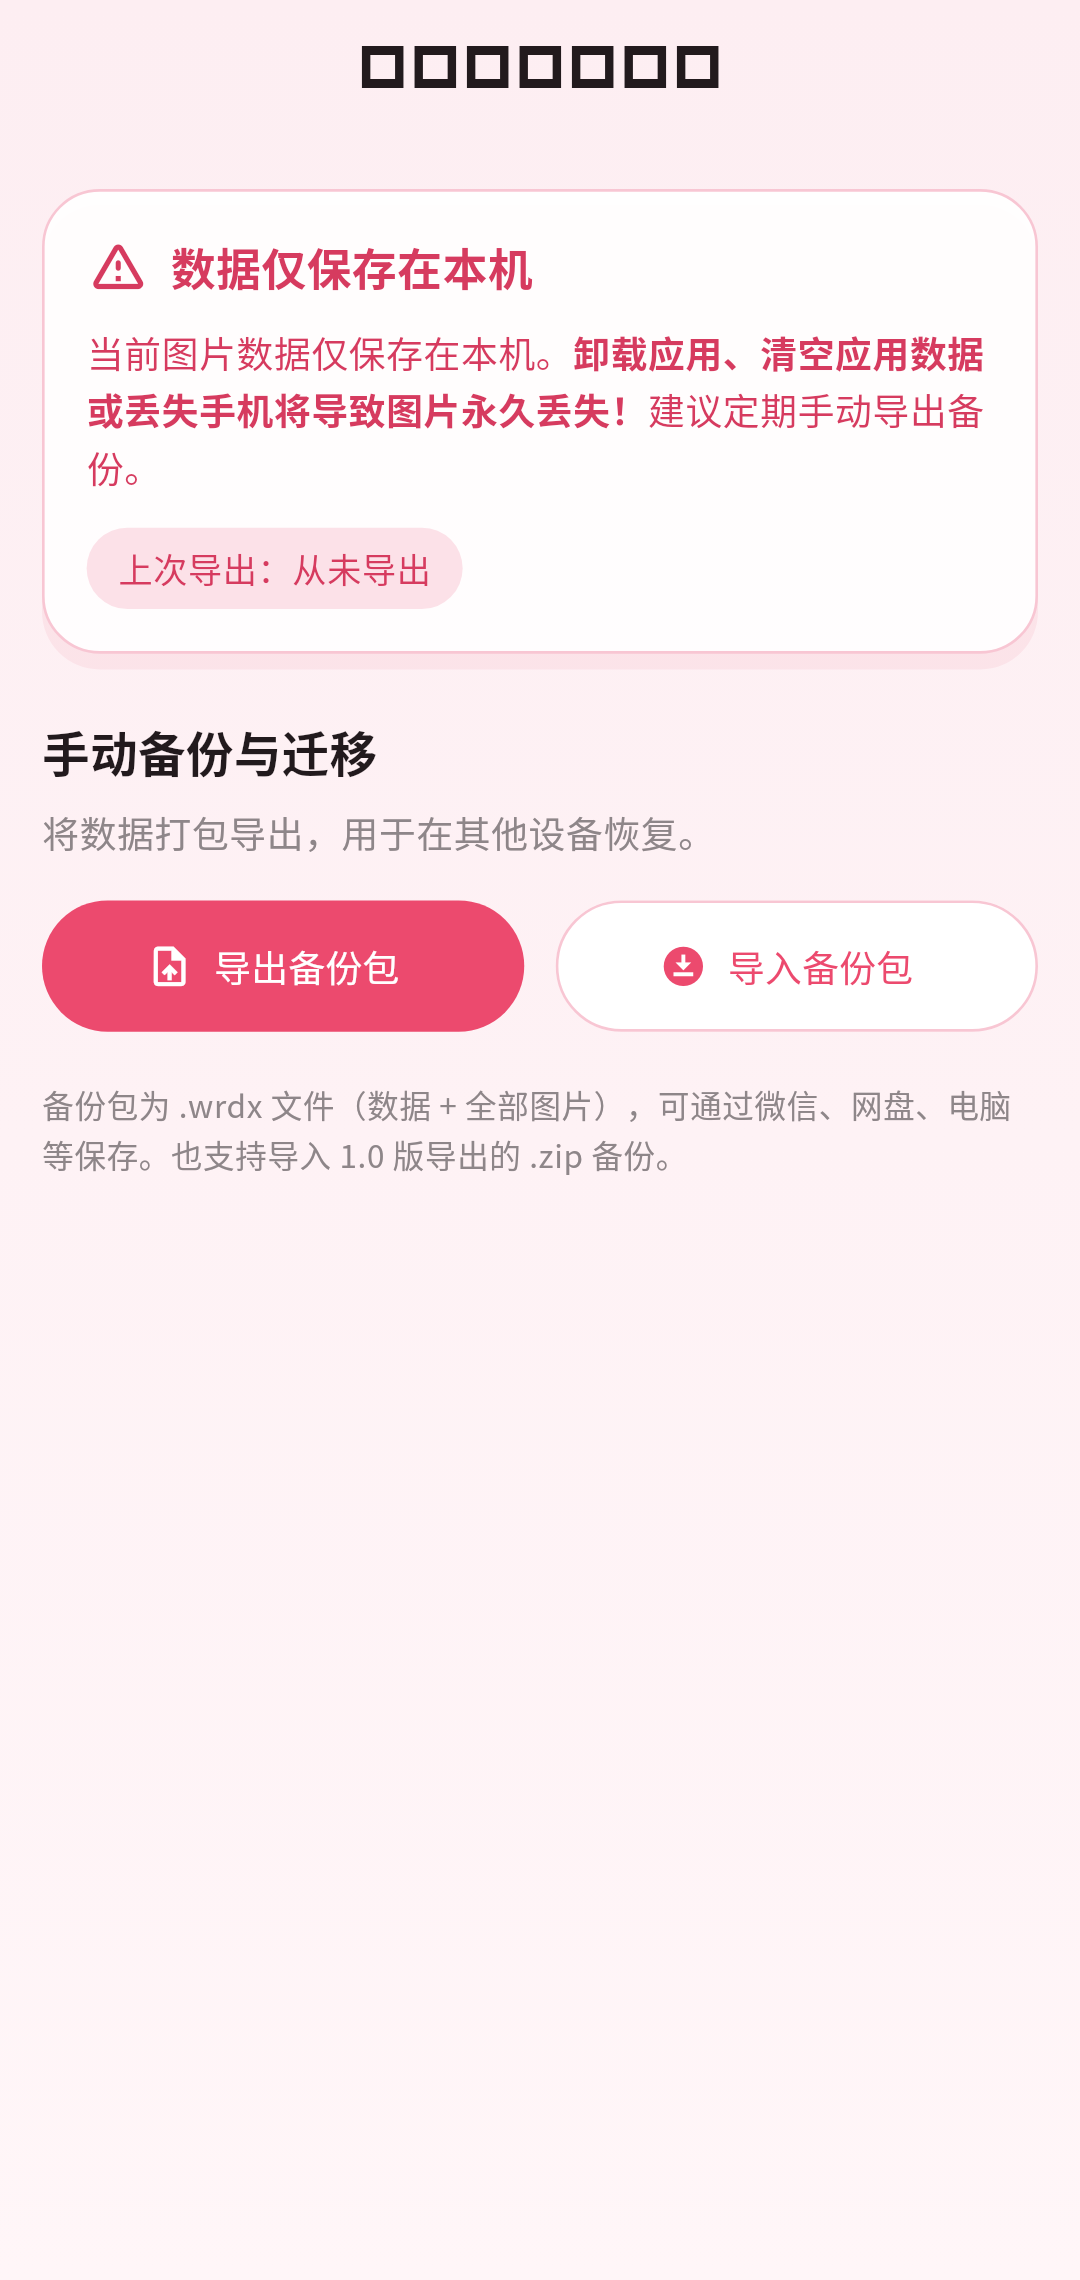 数据仅保存在本机
当前图片数据仅保存在本机。卸载应用、清空应用数据
或丢失手机将导致图片永久丢失！建议定期手动导出备
份。
上次导出：从未导出
手动备份与迁移
将数据打包导出，用于在其他设备恢复。
导出备份包
导入备份包
备份包为 .wrdx 文件（数据 + 全部图片），可通过微信、网盘、电脑
等保存。也支持导入 1.0 版导出的 .zip 备份。